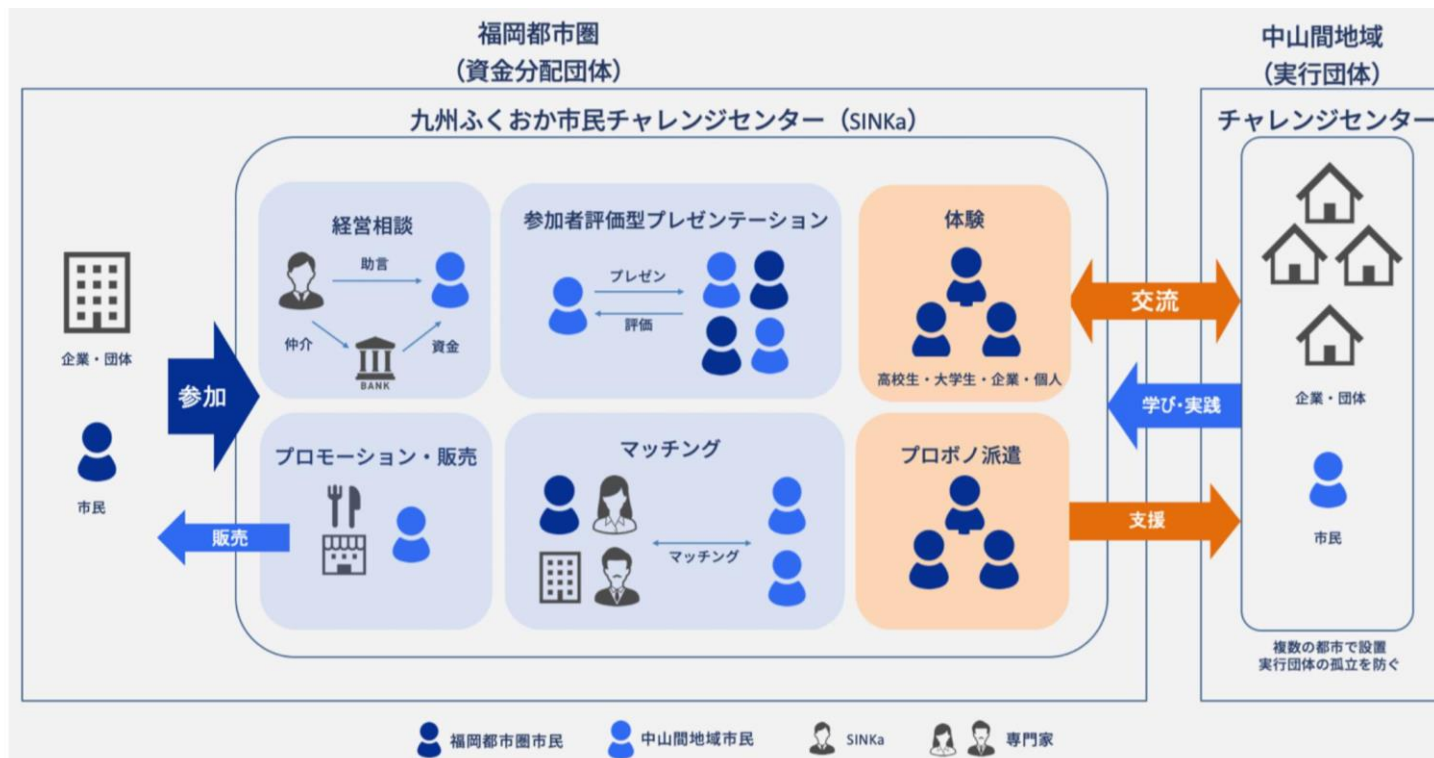 福岡都市圏
（資金分配団体）
中山間地域
（実行団体）
九州ふくおか市民チャレンジセンター（SINKa）
チャレンジセンター
企業・団体
市民
参加
販売
経営相談
助言
仲介
資金
BANK
参加者評価型プレゼンテーション
プレゼン
評価
体験
高校生・大学生・企業・個人
プロモーション・販売
マッチング
マッチング
プロボノ派遣
交流
学び・実践
支援
企業・団体
市民
複数の都市で設置
実行団体の孤立を防ぐ
福岡都市圏市民
中山間地域市民
SINKa
専門家